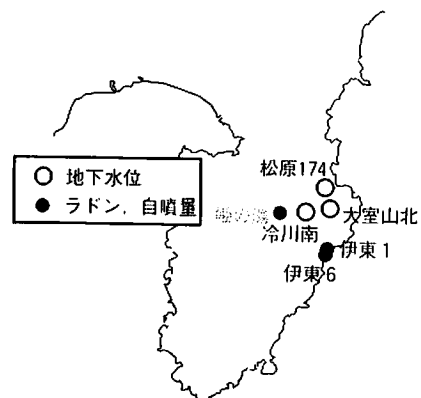 松原174
○ 地下水位
● ラドン，自噴量
大室山北
冷川南
伊東1
伊東6